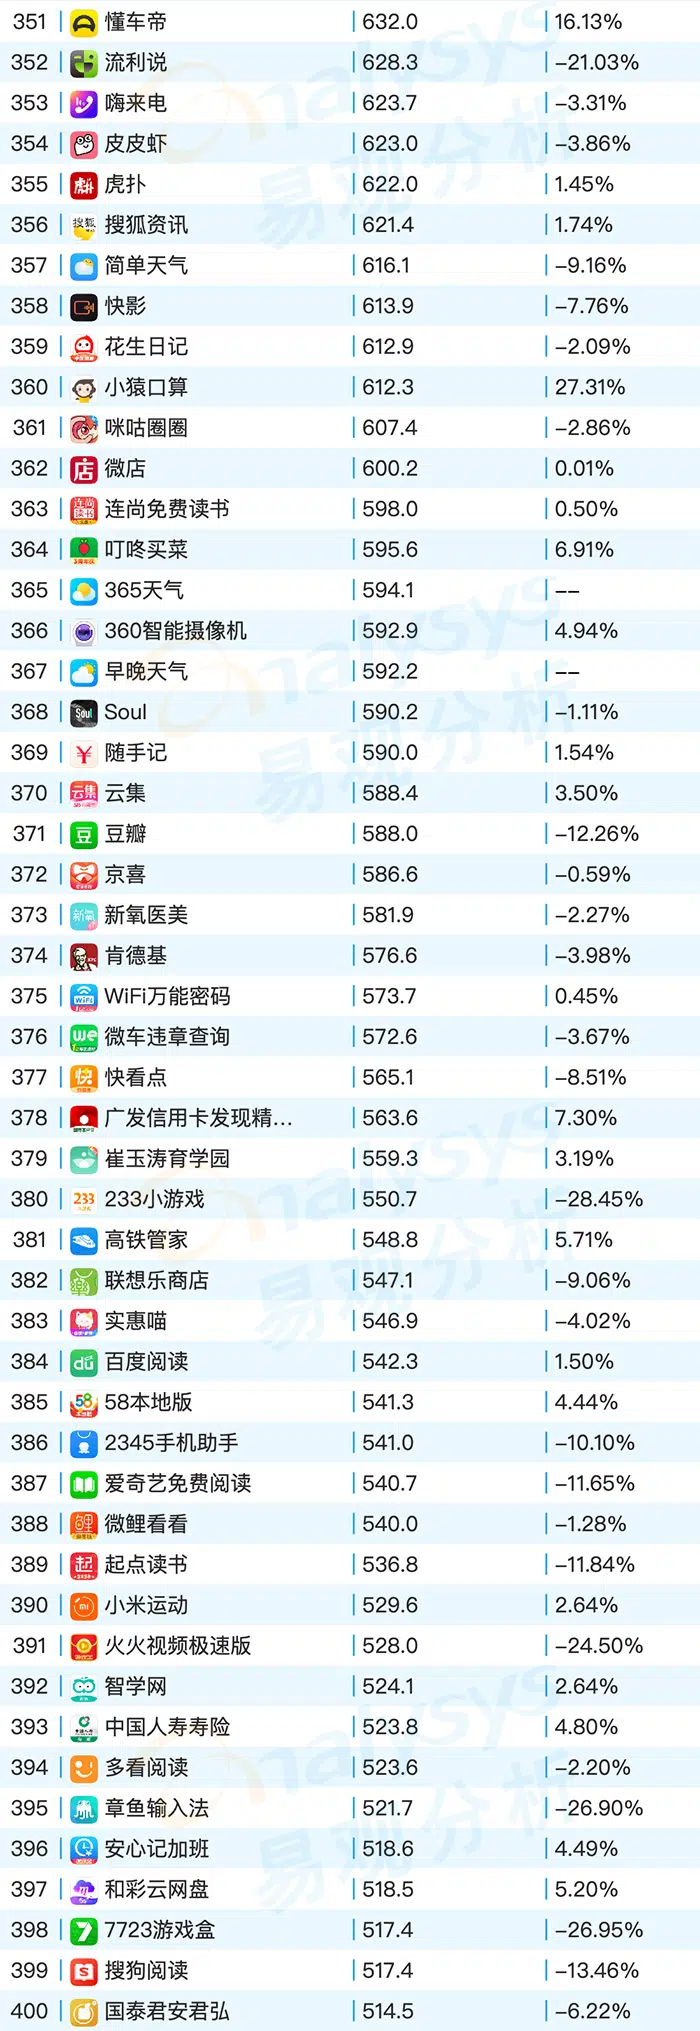 351 懂车帝 632.0 16.13%
352 流利说 628.3 -21.03%
353 嗨来电 623.7 -3.31%
354 皮皮虾 623.0 -3.86%
355 虎扑 622.0 1.45%
356 搜狐资讯 621.4 1.74%
357 简单天气 616.1 -9.16%
358 快影 613.9 -7.76%
359 花生日记 612.9 -2.09%
360 小猿口算 612.3 27.31%
361 咪咕圈圈 607.4 -2.86%
362 微店 600.2 0.01%
363 连尚免费读书 598.0 0.50%
364 叮咚买菜 595.6 6.91%
365 365天气 594.1 --
366 360智能摄像机 592.9 4.94%
367 早晚天气 592.2 --
368 Soul 590.2 -1.11%
369 随手记 590.0 1.54%
370 云集 588.4 3.50%
371 豆瓣 588.0 -12.26%
372 京喜 586.6 -0.59%
373 新氧医美 581.9 -2.27%
374 肯德基 576.6 -3.98%
375 WiFi万能密码 573.7 0.45%
376 微车违章查询 572.6 -3.67%
377 快看点 565.1 -8.51%
378 广发信用卡发现精... 563.6 7.30%
379 崔玉涛育学园 559.3 3.19%
380 233小游戏 550.7 -28.45%
381 高铁管家 548.8 5.71%
382 联想乐商店 547.1 -9.06%
383 实惠喵 546.9 -4.02%
384 百度阅读 542.3 1.50%
385 58本地版 541.3 4.44%
386 2345手机助手 541.0 -10.10%
387 爱奇艺免费阅读 540.7 -11.65%
388 微鲤看看 540.0 -1.28%
389 起点读书 536.8 -11.84%
390 小米运动 529.6 2.64%
391 火火视频极速版 528.0 -24.50%
392 智学网 524.1 2.64%
393 中国人寿寿险 523.8 4.80%
394 多看阅读 523.6 -2.20%
395 章鱼输入法 521.7 -26.90%
396 安心记加班 518.6 4.49%
397 和彩云网盘 518.5 5.20%
398 7723游戏盒 517.4 -26.95%
399 搜狗阅读 517.4 -13.46%
400 国泰君安君弘 514.5 -6.22%